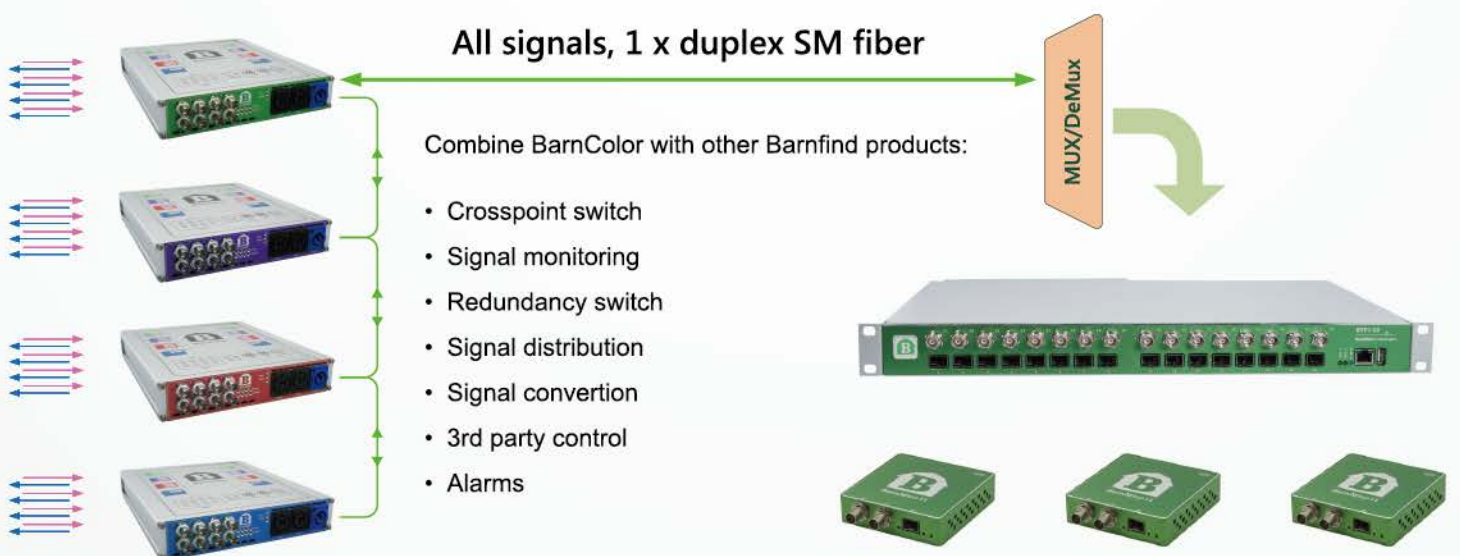 All signals, 1 x duplex SM fiber
MUX/DeMux
Combine BarnColor with other Barnfind products:
• Crosspoint switch
• Signal monitoring
• Redundancy switch
• Signal distribution
• Signal convertion
• 3rd party control
• Alarms
B
B
B
B
B
B
B
B